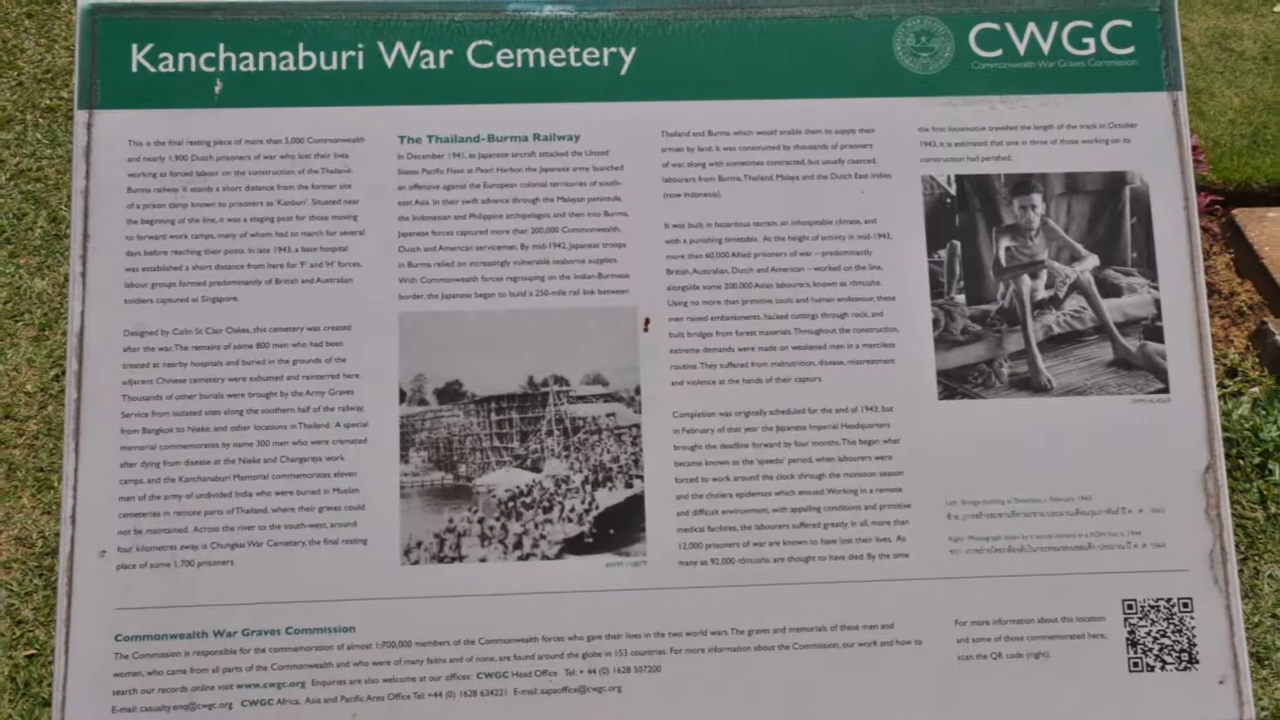 Kanchanaburi War Cemetery
CWGC
Commonwealth War Graves Commission
This is the final resting place of more than 5,000 Commonwealth
and nearly 1,900 Dutch prisoners of war who lost their lives
working as forced labour on the construction of the Thailand-
Burma railway. It stands a short distance from the former site
of a prison camp known to prisoners as 'Kanburi'. Situated near
the beginning of the line, it was a staging post for those moving
to forward work camps, many of whom had to march for several
days before reaching their posts. In late 1943, a base hospital
was established a short distance from here for 'F' and 'H' forces,
labour groups formed predominantly of British and Australian
soldiers captured at Singapore.
Designed by Colin St Clair Oakes, this cemetery was created
after the war. The remains of some 800 men who had been
treated at nearby hospitals and buried in the grounds of the
adjacent Chinese cemetery were exhumed and reinterred here.
Thousands of other burials were brought by the Army Graves
Service from isolated sites along the southern half of the railway,
from Bangkok to Nieke, and other locations in Thailand. A special
memorial commemorates by name 300 men who were cremated
after dying from disease at the Nieke and Changaraya work
camps, and the Kanchanaburi Memorial commemorates eleven
men of the army of undivided India who were buried in Muslim
cemeteries in remote parts of Thailand, where their graves could
not be maintained. Across the river to the south-west, around
four kilometres away, is Chungkai War Cemetery, the final resting
place of some 1,700 prisoners.
The Thailand-Burma Railway
In December 1941, as Japanese aircraft attacked the United
States Pacific Fleet at Pearl Harbor, the Japanese army launched
an offensive against the European colonial territories of south-
east Asia. In their swift advance through the Malayan peninsula,
the Indonesian and Philippine archipelagos, and then into Burma,
Japanese forces captured more than 200,000 Commonwealth,
Dutch and American servicemen. By mid-1942, Japanese troops
in Burma relied on increasingly vulnerable seaborne supplies.
With Commonwealth forces regrouping on the Indian-Burmese
border, the Japanese began to build a 250-mile rail link between
Thailand and Burma which would enable them to supply their
armies by land. It was constructed by thousands of prisoners
of war, along with sometimes contracted, but usually coerced,
labourers from Burma, Thailand, Malaya and the Dutch East Indies
(now Indonesia).
It was built in hazardous terrain, an inhospitable climate, and
with a punishing timetable. At the height of activity in mid-1943,
more than 60,000 Allied prisoners of war – predominantly
British, Australian, Dutch and American – worked on the line,
alongside some 200,000 Asian labourers, known as rōmusha.
Using no more than primitive tools and human endeavour, these
men raised embankments, hacked cuttings through rock, and
built bridges from forest materials. Throughout the construction,
extreme demands were made on weakened men in a merciless
routine. They suffered from malnutrition, disease, mistreatment
and violence at the hands of their captors.
Completion was originally scheduled for the end of 1943, but
in February of that year the Japanese Imperial Headquarters
brought the deadline forward by four months. This began what
became known as the 'speedo' period, when labourers were
forced to work around the clock through the monsoon season
and the cholera epidemics which ensued. Working in a remote
and difficult environment, with appalling conditions and primitive
medical facilities, the labourers suffered greatly. In all, more than
12,000 prisoners of war are known to have lost their lives. As
many as 92,000 rōmusha are thought to have died. By the time
the first locomotive travelled the length of the track in October
1943, it is estimated that one in three of those working on its
construction had perished.
Commonwealth War Graves Commission
The Commission is responsible for the commemoration of almost 1,700,000 members of the Commonwealth forces who gave their lives in the two world wars. The graves and memorials of these men and
women, who came from all parts of the Commonwealth and who were of many faiths and of none, are found around the globe in 153 countries. For more information about the Commission, our work and how to
search our records online visit www.cwgc.org Enquiries are also welcome at our offices: CWGC Head Office Tel: + 44 (0) 1628 507200
E-mail: casualty.enq@cwgc.org CWGC Africa, Asia and Pacific Area Office Tel: +44 (0) 1628 634221 E-mail: aapaoffice@cwgc.org
For more information about this location
and some of those commemorated here,
scan the QR code (right).